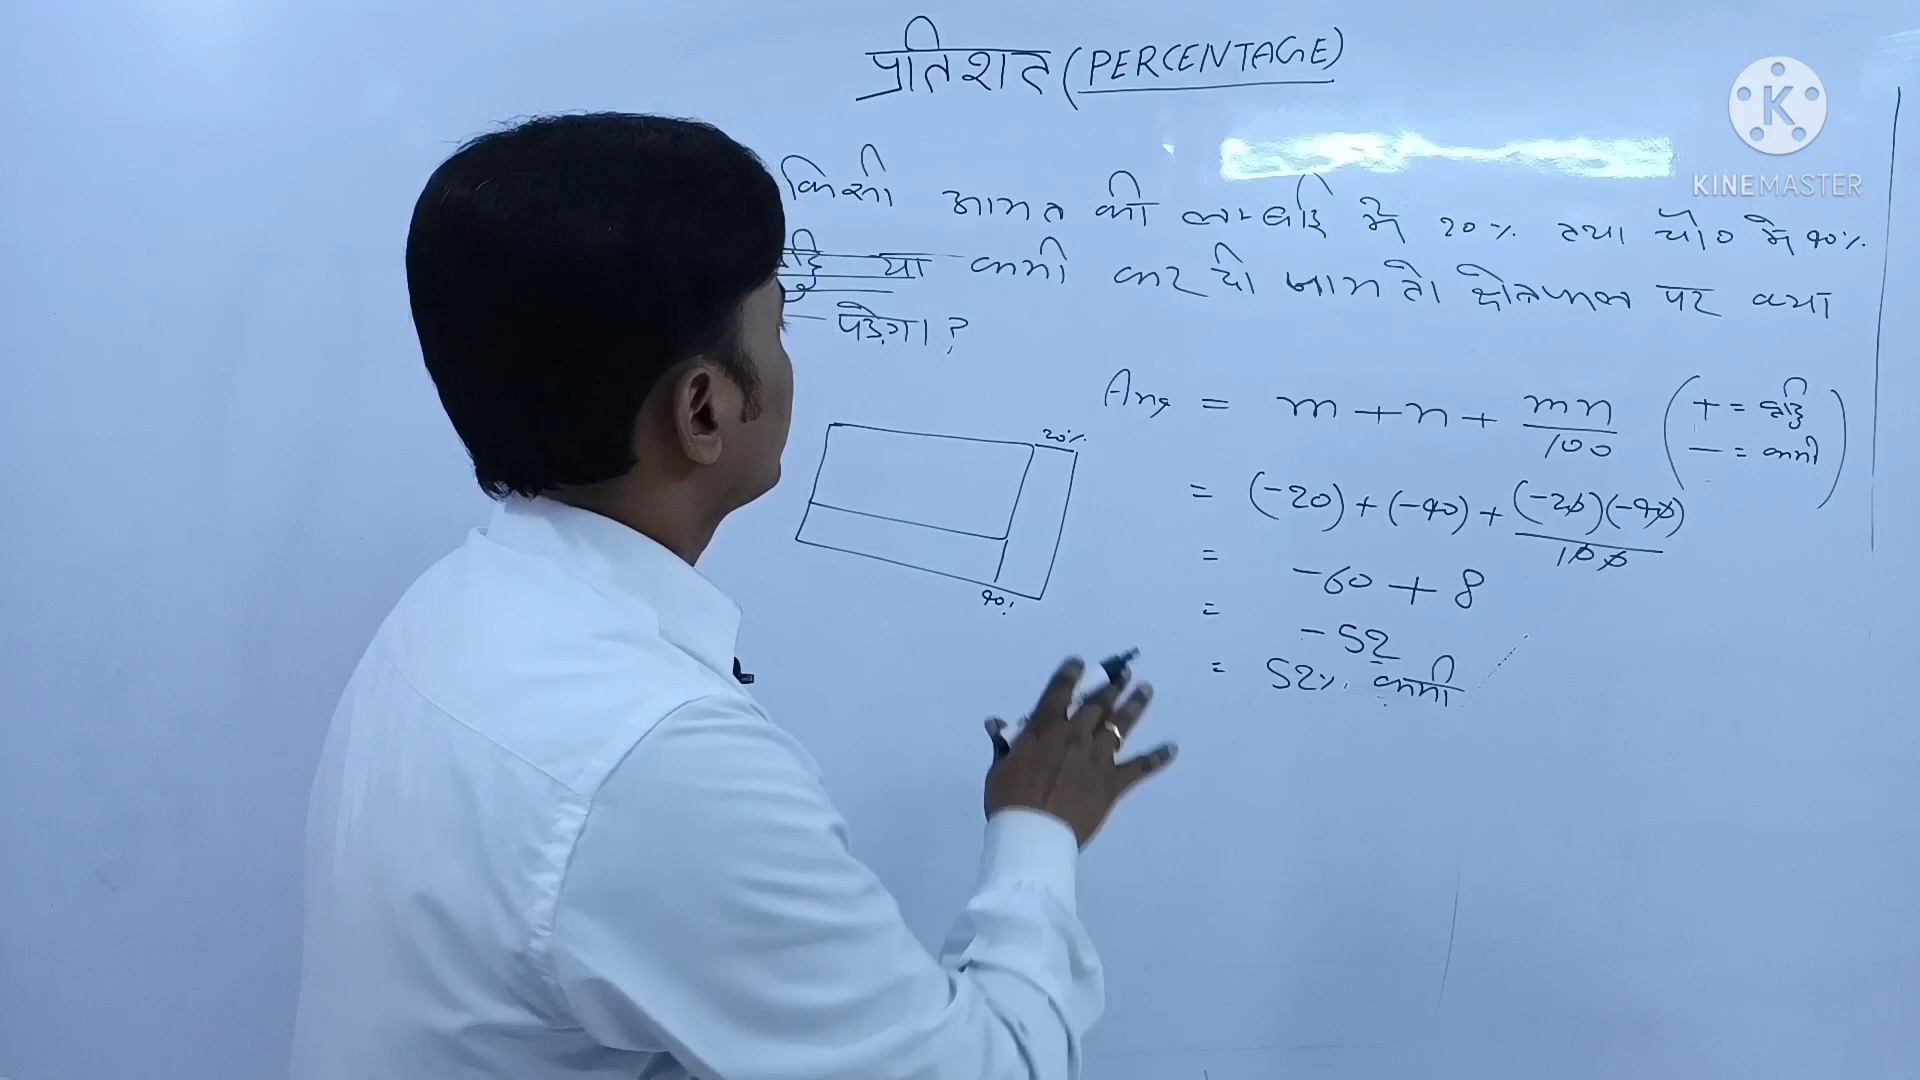 प्रतिशत (PERCENTAGE)
KINEMASTER
किसी आयत की लम्बाई में 20% तथा चौ० में 40%
या कमी कर दी जाय तो क्षेत्रफल पर क्या
पड़ेगा ?
Ans = m + n + mn/100 (+ = वृद्धि
— = कमी)
20%
= (-20) + (-40) + (-20)(-40)/100
= -60 + 8
40%
= -52
= 52% कमी